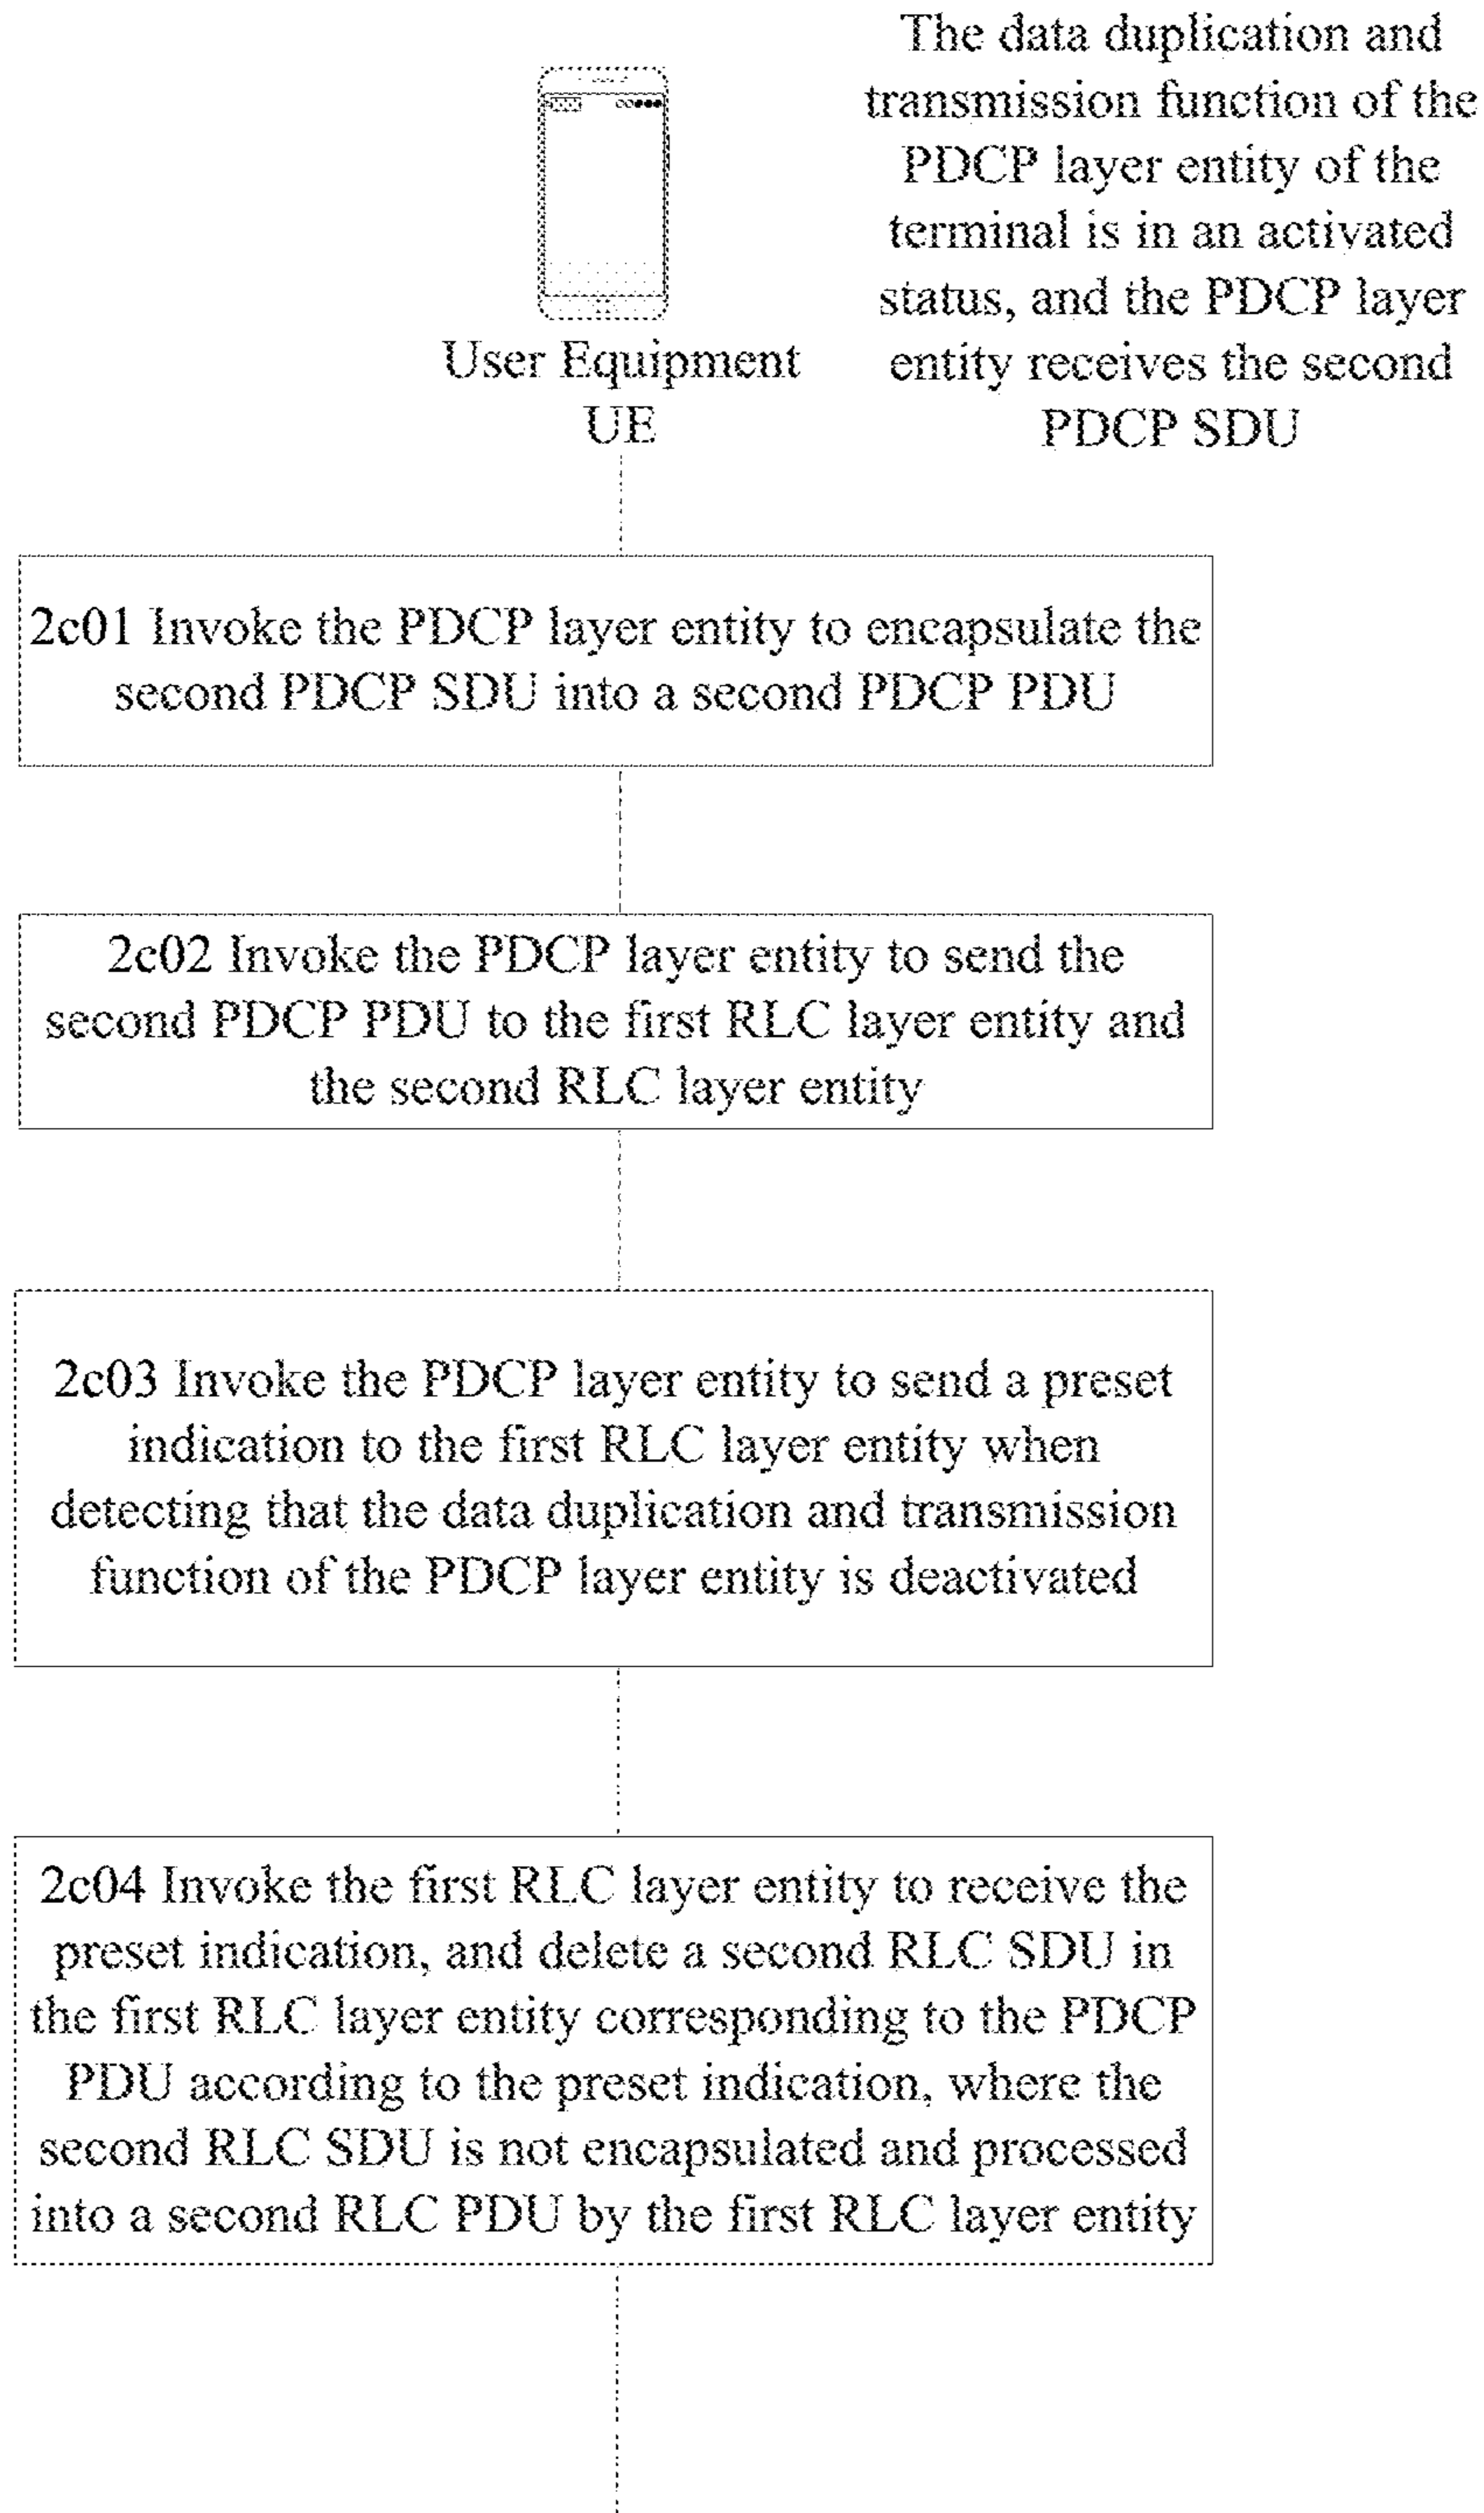 The data duplication and
transmission function of the
PDCP layer entity of the
terminal is in an activated
status, and the PDCP layer
entity receives the second
PDCP SDU
User Equipment
UE
2c01 Invoke the PDCP layer entity to encapsulate the
second PDCP SDU into a second PDCP PDU
2c02 Invoke the PDCP layer entity to send the
second PDCP PDU to the first RLC layer entity and
the second RLC layer entity
2c03 Invoke the PDCP layer entity to send a preset
indication to the first RLC layer entity when
detecting that the data duplication and transmission
function of the PDCP layer entity is deactivated
2c04 Invoke the first RLC layer entity to receive the
preset indication, and delete a second RLC SDU in
the first RLC layer entity corresponding to the PDCP
PDU according to the preset indication, where the
second RLC SDU is not encapsulated and processed
into a second RLC PDU by the first RLC layer entity